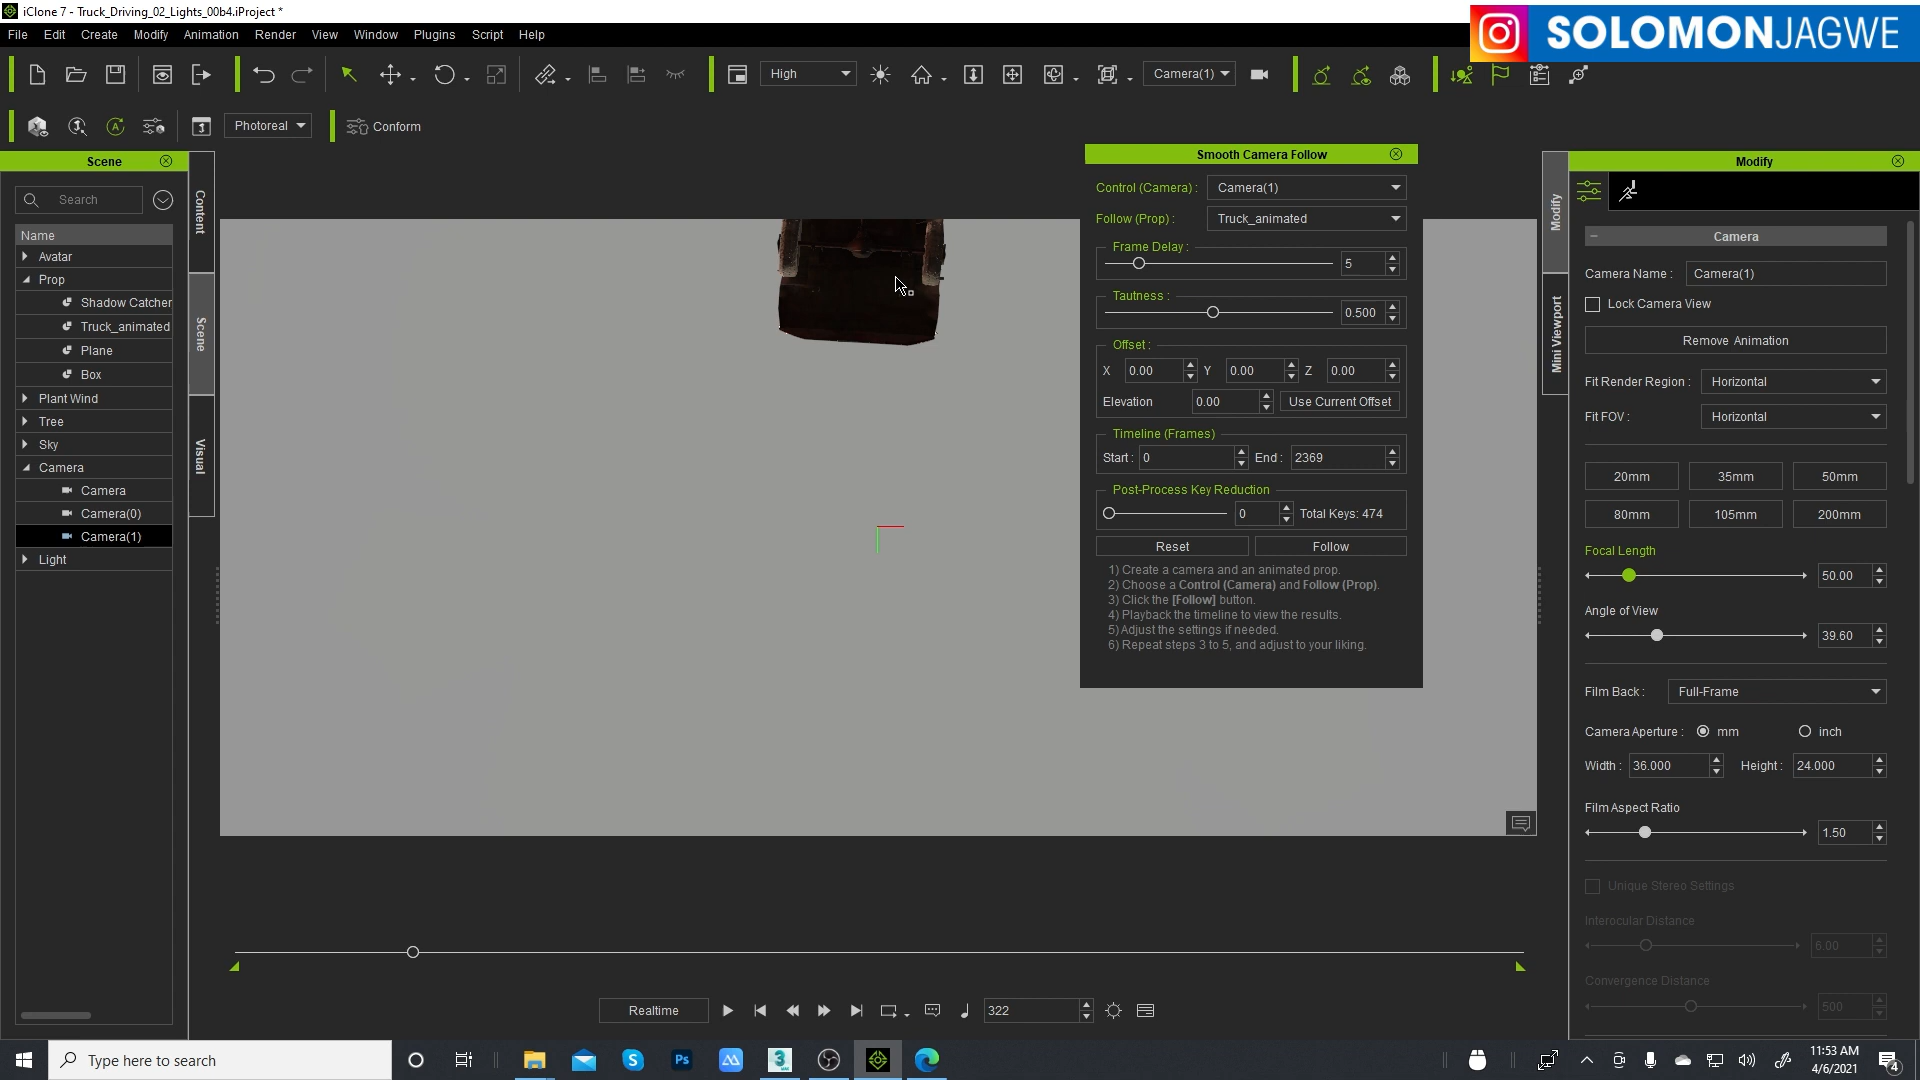 iClone 7 - Truck_Driving_02_Lights_00b4.iProject *
SOLOMONJAGWE
File Edit Create Modify Animation Render View Window Plugins Script Help
High
Camera(1)
Photoreal
Conform
Scene
Search
Name
Avatar
Prop
Shadow Catcher
Truck_animated
Plane
Box
Plant Wind
Tree
Sky
Camera
Camera
Camera(0)
Camera(1)
Light
Content
Scene
Visual
Smooth Camera Follow
Control (Camera) : Camera(1)
Follow (Prop) : Truck_animated
Frame Delay :
5
Tautness :
0.500
Offset :
X 0.00 Y 0.00 Z 0.00
Elevation 0.00 Use Current Offset
Timeline (Frames)
Start : 0 End : 2369
Post-Process Key Reduction
0 Total Keys: 474
Reset Follow
1) Create a camera and an animated prop.
2) Choose a Control (Camera) and Follow (Prop).
3) Click the [Follow] button.
4) Playback the timeline to view the results.
5) Adjust the settings if needed.
6) Repeat steps 3 to 5, and adjust to your liking.
Modify
Mini Viewport
Modify
Camera
Camera Name : Camera(1)
Lock Camera View
Remove Animation
Fit Render Region : Horizontal
Fit FOV : Horizontal
20mm 35mm 50mm
80mm 105mm 200mm
Focal Length
50.00
Angle of View
39.60
Film Back : Full-Frame
Camera Aperture : mm inch
Width : 36.000 Height : 24.000
Film Aspect Ratio
1.50
Unique Stereo Settings
Interocular Distance
6.00
Convergence Distance
500
Realtime
322
Type here to search
11:53 AM
4/6/2021
4